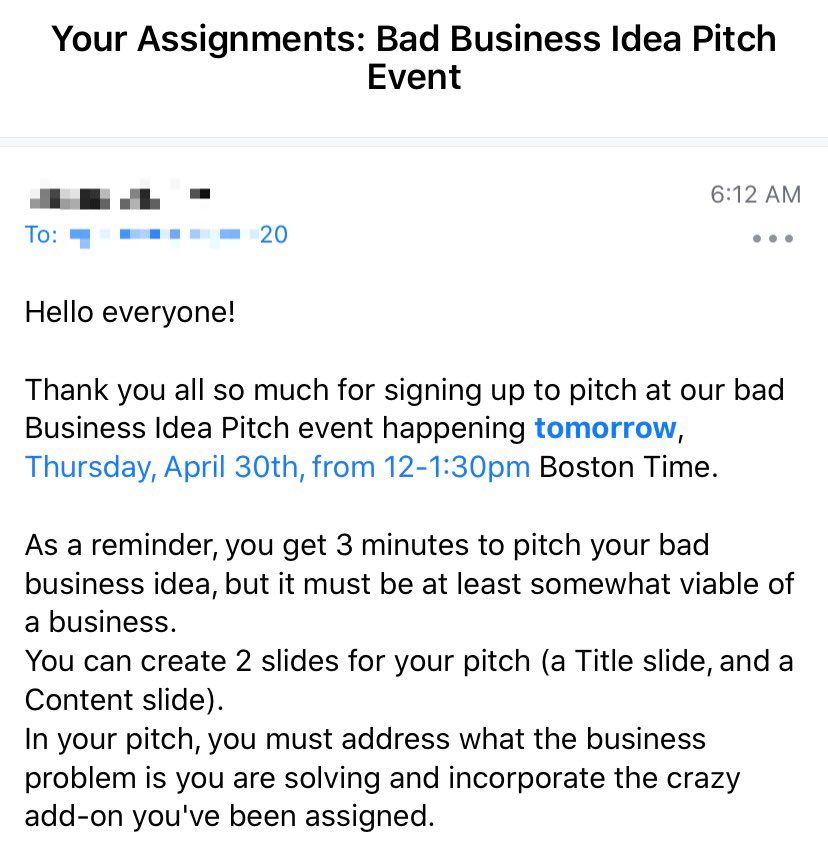 Your Assignments: Bad Business Idea Pitch
Event
6:12 AM
To: 20
Hello everyone!
Thank you all so much for signing up to pitch at our bad
Business Idea Pitch event happening tomorrow,
Thursday, April 30th, from 12-1:30pm Boston Time.
As a reminder, you get 3 minutes to pitch your bad
business idea, but it must be at least somewhat viable of
a business.
You can create 2 slides for your pitch (a Title slide, and a
Content slide).
In your pitch, you must address what the business
problem is you are solving and incorporate the crazy
add-on you've been assigned.